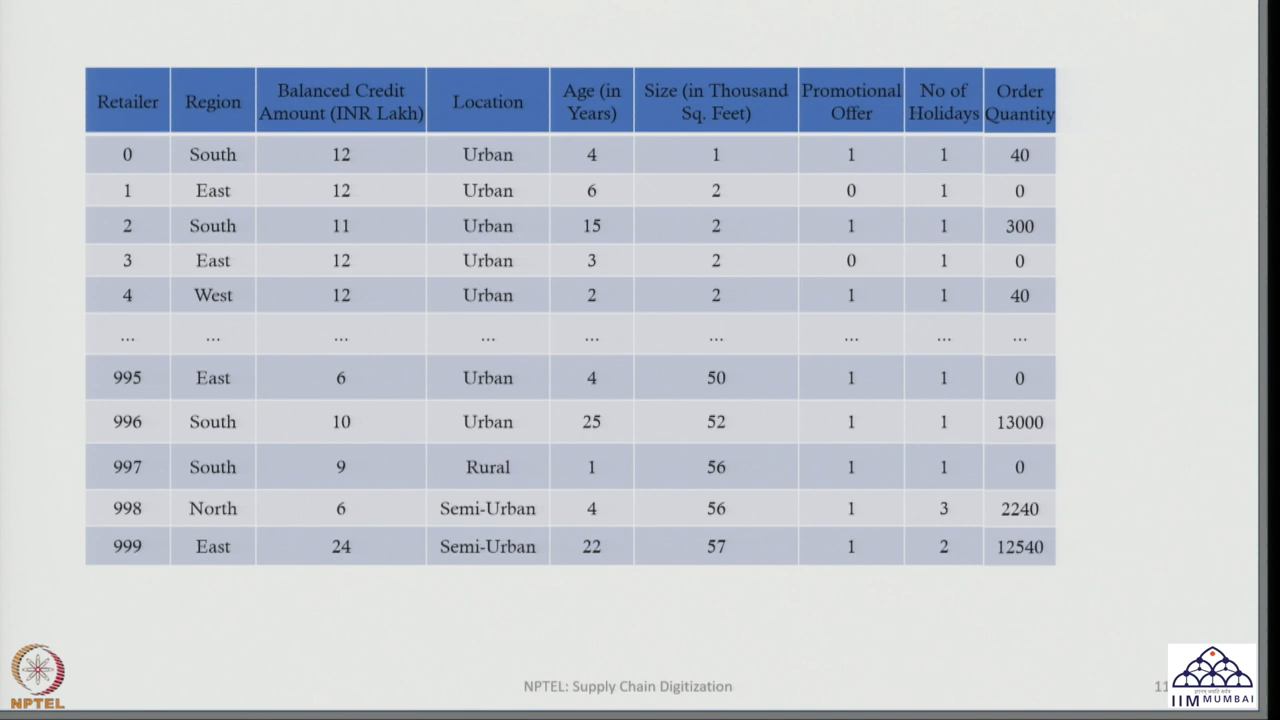 Retailer Region Balanced Credit Amount (INR Lakh) Location Age (in Years) Size (in Thousand Sq. Feet) Promotional Offer No of Holidays Order Quantity
0 South 12 Urban 4 1 1 1 40
1 East 12 Urban 6 2 0 1 0
2 South 11 Urban 15 2 1 1 300
3 East 12 Urban 3 2 0 1 0
4 West 12 Urban 2 2 1 1 40
... ... ... ... ... ... ... ... ...
995 East 6 Urban 4 50 1 1 0
996 South 10 Urban 25 52 1 1 13000
997 South 9 Rural 1 56 1 1 0
998 North 6 Semi-Urban 4 56 1 3 2240
999 East 24 Semi-Urban 22 57 1 2 12540
NPTEL
NPTEL: Supply Chain Digitization
IIM MUMBAI